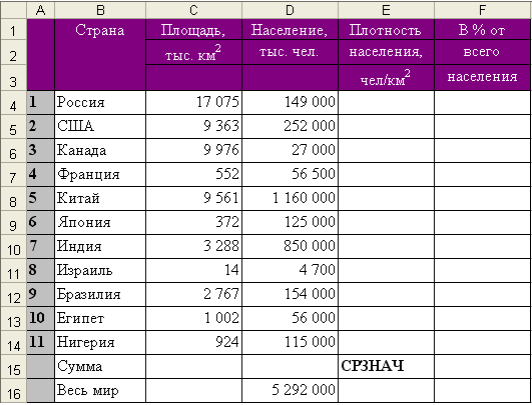 A B C D E F
1 Страна Площадь, Население, Плотность В % от
2 тыс. км2 тыс. чел. населения, всего
3 чел/км2 населения
4 1 Россия 17 075 149 000
5 2 США 9 363 252 000
6 3 Канада 9 976 27 000
7 4 Франция 552 56 500
8 5 Китай 9 561 1 160 000
9 6 Япония 372 125 000
10 7 Индия 3 288 850 000
11 8 Израиль 14 4 700
12 9 Бразилия 2 767 154 000
13 10 Египет 1 002 56 000
14 11 Нигерия 924 115 000
15 Сумма СРЗНАЧ
16 Весь мир 5 292 000